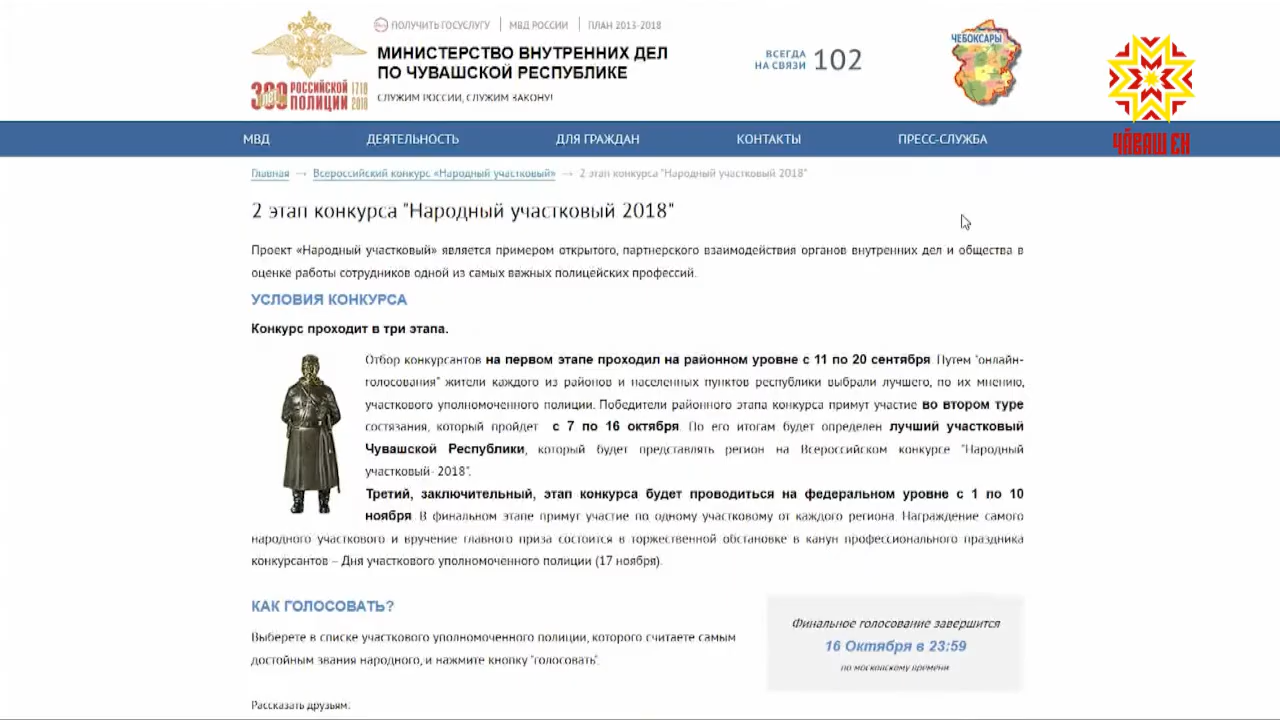 ПОЛУЧИТЬ ГОСУСЛУГУ МВД РОССИИ ПЛАН 2013-2018
МИНИСТЕРСТВО ВНУТРЕННИХ ДЕЛ
ПО ЧУВАШСКОЙ РЕСПУБЛИКЕ
СЛУЖИМ РОССИИ, СЛУЖИМ ЗАКОНУ!
300 лет РОССИЙСКОЙ ПОЛИЦИИ 1718 2018
ВСЕГДА НА СВЯЗИ 102
ЧЕБОКСАРЫ
ЧӐВАШ ЕН
МВД ДЕЯТЕЛЬНОСТЬ ДЛЯ ГРАЖДАН КОНТАКТЫ ПРЕСС-СЛУЖБА
Главная → Всероссийский конкурс «Народный участковый» → 2 этап конкурса "Народный участковый 2018"
2 этап конкурса "Народный участковый 2018"
Проект «Народный участковый» является примером открытого, партнерского взаимодействия органов внутренних дел и общества в
оценке работы сотрудников одной из самых важных полицейских профессий.
УСЛОВИЯ КОНКУРСА
Конкурс проходит в три этапа.
Отбор конкурсантов на первом этапе проходил на районном уровне с 11 по 20 сентября. Путем "онлайн-
голосования" жители каждого из районов и населенных пунктов республики выбрали лучшего, по их мнению,
участкового уполномоченного полиции. Победители районного этапа конкурса примут участие во втором туре
состязания, который пройдет с 7 по 16 октября. По его итогам будет определен лучший участковый
Чувашской Республики, который будет представлять регион на Всероссийском конкурсе "Народный
участковый- 2018".
Третий, заключительный, этап конкурса будет проводиться на федеральном уровне с 1 по 10
ноября. В финальном этапе примут участие по одному участковому от каждого региона. Награждение самого
народного участкового и вручение главного приза состоится в торжественной обстановке в канун профессионального праздника
конкурсантов – Дня участкового уполномоченного полиции (17 ноября).
КАК ГОЛОСОВАТЬ?
Выберете в списке участкового уполномоченного полиции, которого считаете самым
достойным звания народного, и нажмите кнопку "голосовать".
Финальное голосование завершится
16 Октября в 23:59
по московскому времени
Рассказать друзьям: